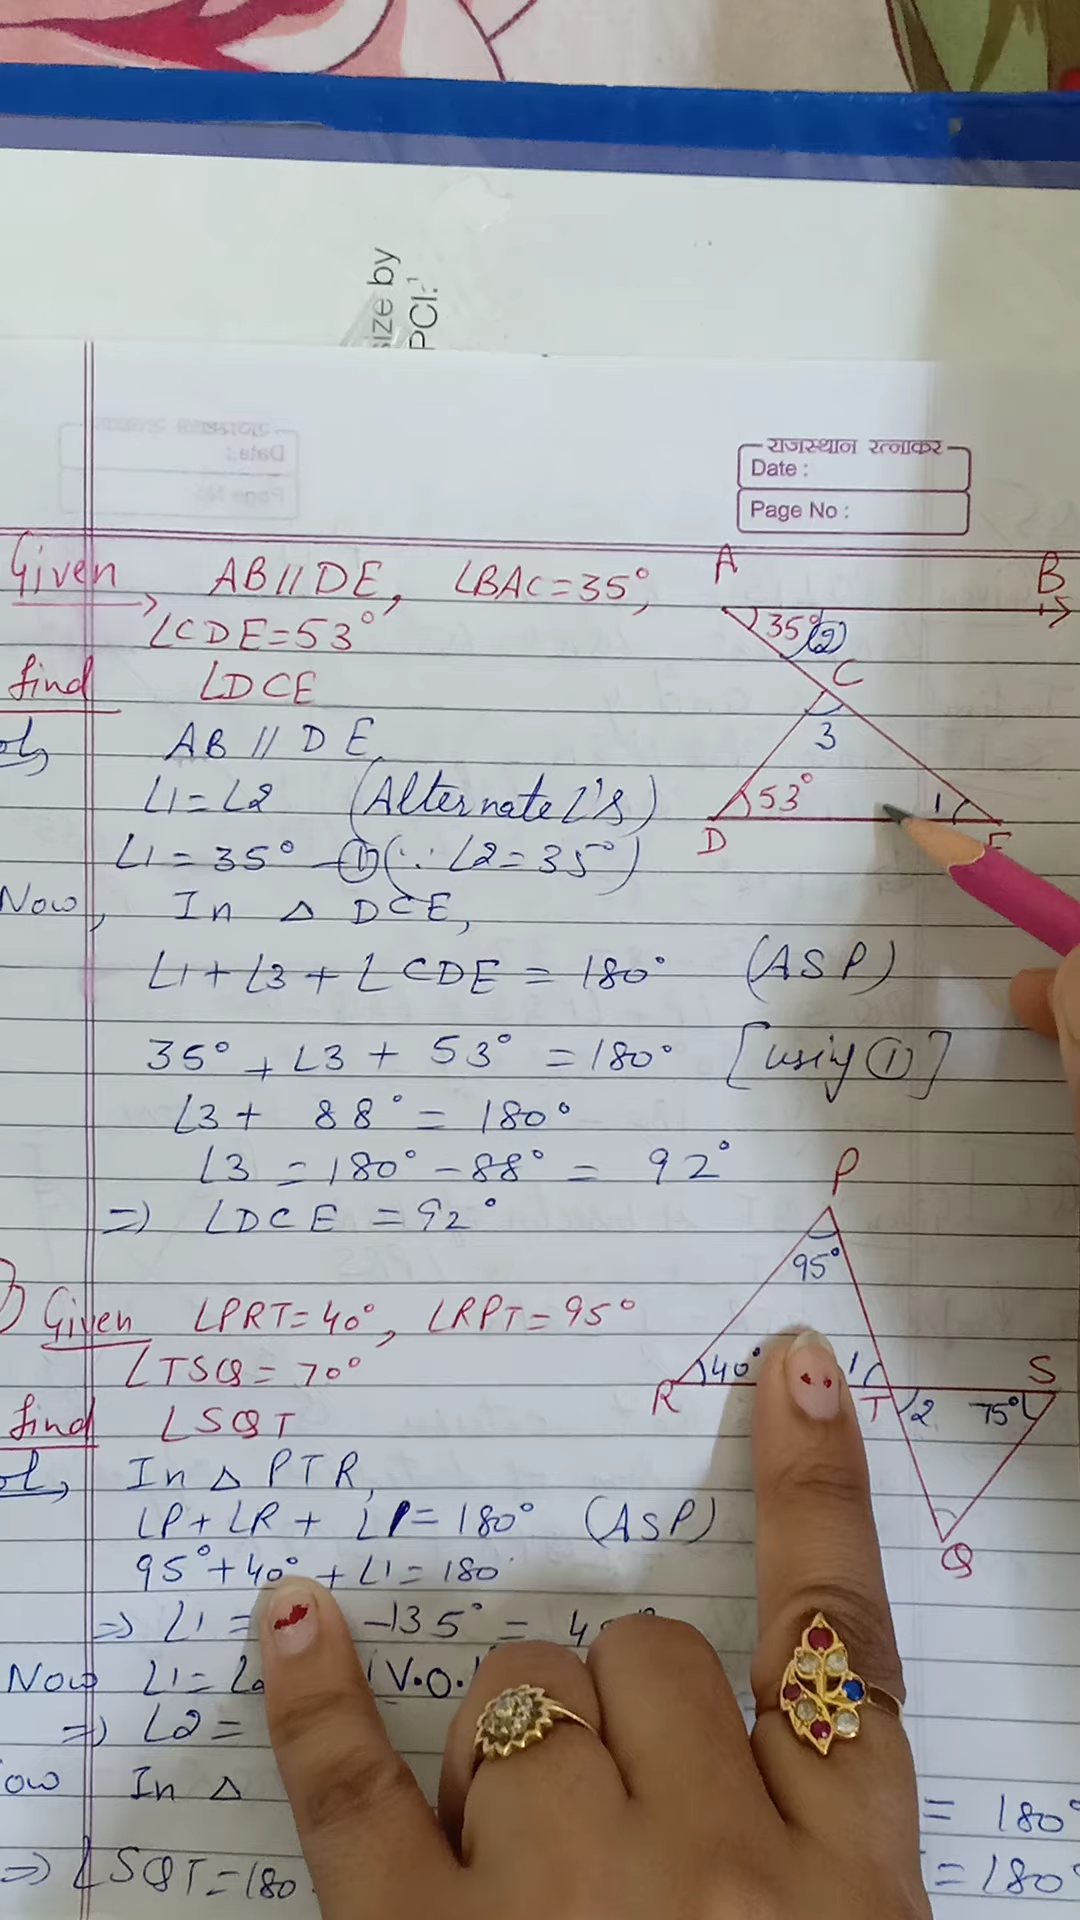 size by
PCI:
राजस्थान रत्नाकर
Date :
Page No :
Given AB//DE, ∠BAC=35°,
∠CDE=53°
find ∠DCE
AB // DE,
∠1=∠2 (Alternate ∠'s)
∠1=35° —① (∵ ∠2=35°)
Now, In △ DCE,
∠1+∠3+∠CDE = 180° (ASP)
35°+∠3+ 53° =180° [using ①]
∠3+ 88° = 180°
∠3 =180°-88° = 92°
⇒) ∠DCE =92°
A B
35° (2)
C
3
53° 1
D E
Given ∠PRT=40°, ∠RPT=95°
∠TSQ=70°
find ∠SQT
In △ PTR,
∠P+∠R+ ∠1=180° (ASP)
95°+40°+∠1=180
⇒ ∠1= -135° =
Now ∠1= (V.O.
⇒) ∠2=
In △ = 180°
⇒) ∠SQT=180 =180°
P
95°
40° 1 S
R T 2 75°
Q